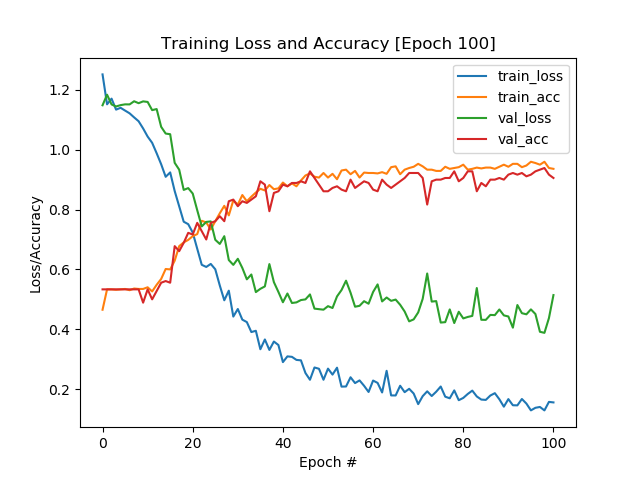 Training Loss and Accuracy [Epoch 100]
train_loss
train_acc
val_loss
val_acc
1.2
1.0
0.8
0.6
0.4
0.2
Loss/Accuracy
0 20 40 60 80 100
Epoch #